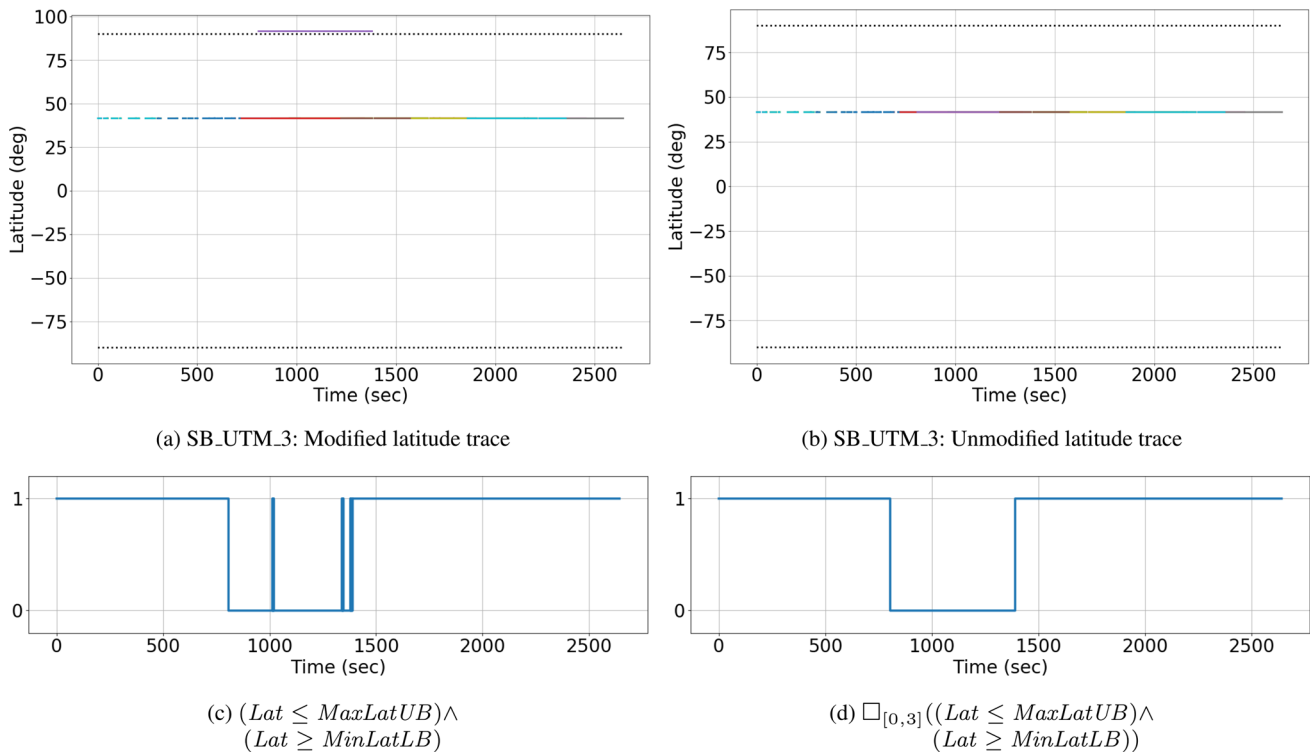 100
75
50
25
0
−25
−50
−75
Latitude (deg)
0 500 1000 1500 2000 2500
Time (sec)
(a) SB_UTM_3: Modified latitude trace
75
50
25
0
−25
−50
−75
Latitude (deg)
0 500 1000 1500 2000 2500
Time (sec)
(b) SB_UTM_3: Unmodified latitude trace
1
0
0 500 1000 1500 2000 2500
Time (sec)
(c) (Lat ≤ MaxLatUB)∧
(Lat ≥ MinLatLB)
1
0
0 500 1000 1500 2000 2500
Time (sec)
(d) □[0,3]((Lat ≤ MaxLatUB)∧
(Lat ≥ MinLatLB))